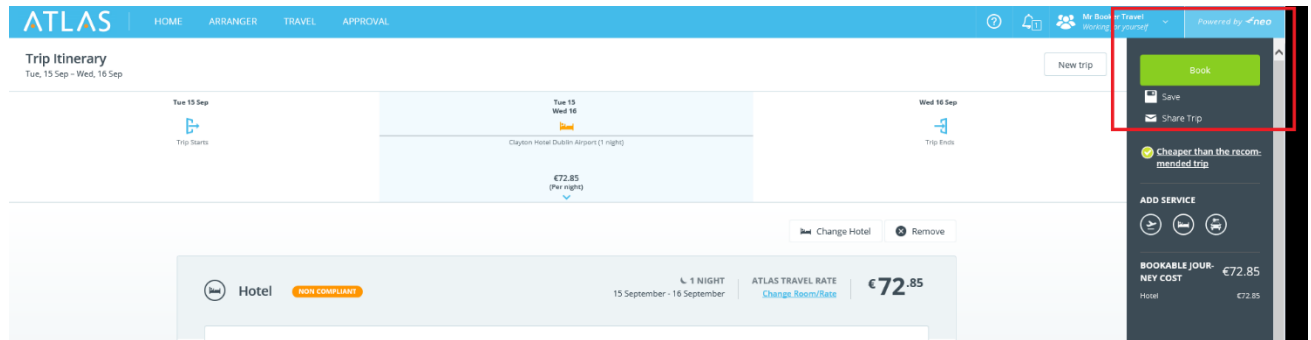 ATLAS HOME ARRANGER TRAVEL APPROVAL
1
Mr Booker Travel
Working for yourself
Powered by neo
Trip Itinerary
Tue, 15 Sep – Wed, 16 Sep
New trip
Book
Save
Share Trip
Tue 15 Sep
Trip Starts
Tue 15
Wed 16
Clayton Hotel Dublin Airport (1 night)
€72.85
(Per night)
Wed 16 Sep
Trip Ends
Cheaper than the recom-
mended trip
ADD SERVICE
BOOKABLE JOUR-
NEY COST
€72.85
Hotel €72.85
Change Hotel
Remove
Hotel NON COMPLIANT
1 NIGHT
15 September - 16 September
ATLAS TRAVEL RATE
Change Room/Rate
€72.85